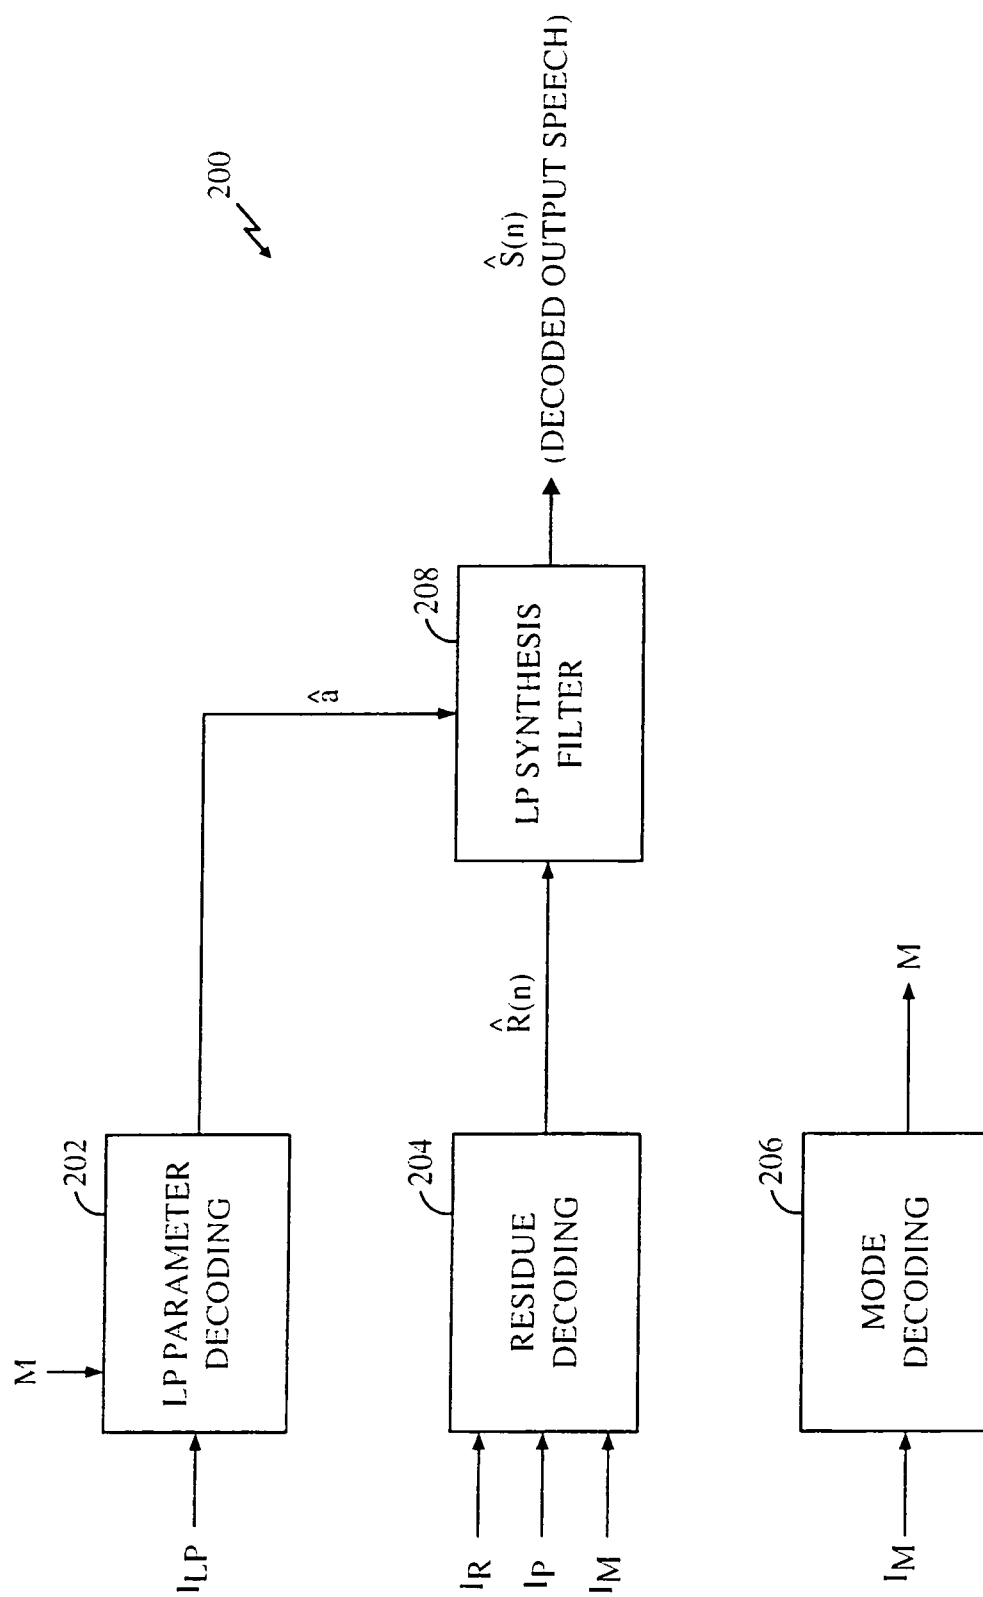 200
M
202
I_LP
LP PARAMETER
DECODING
â
I_R
I_P
I_M
204
RESIDUE
DECODING
R̂(n)
208
LP SYNTHESIS
FILTER
Ŝ(n)
(DECODED OUTPUT SPEECH)
I_M
206
MODE
DECODING
M